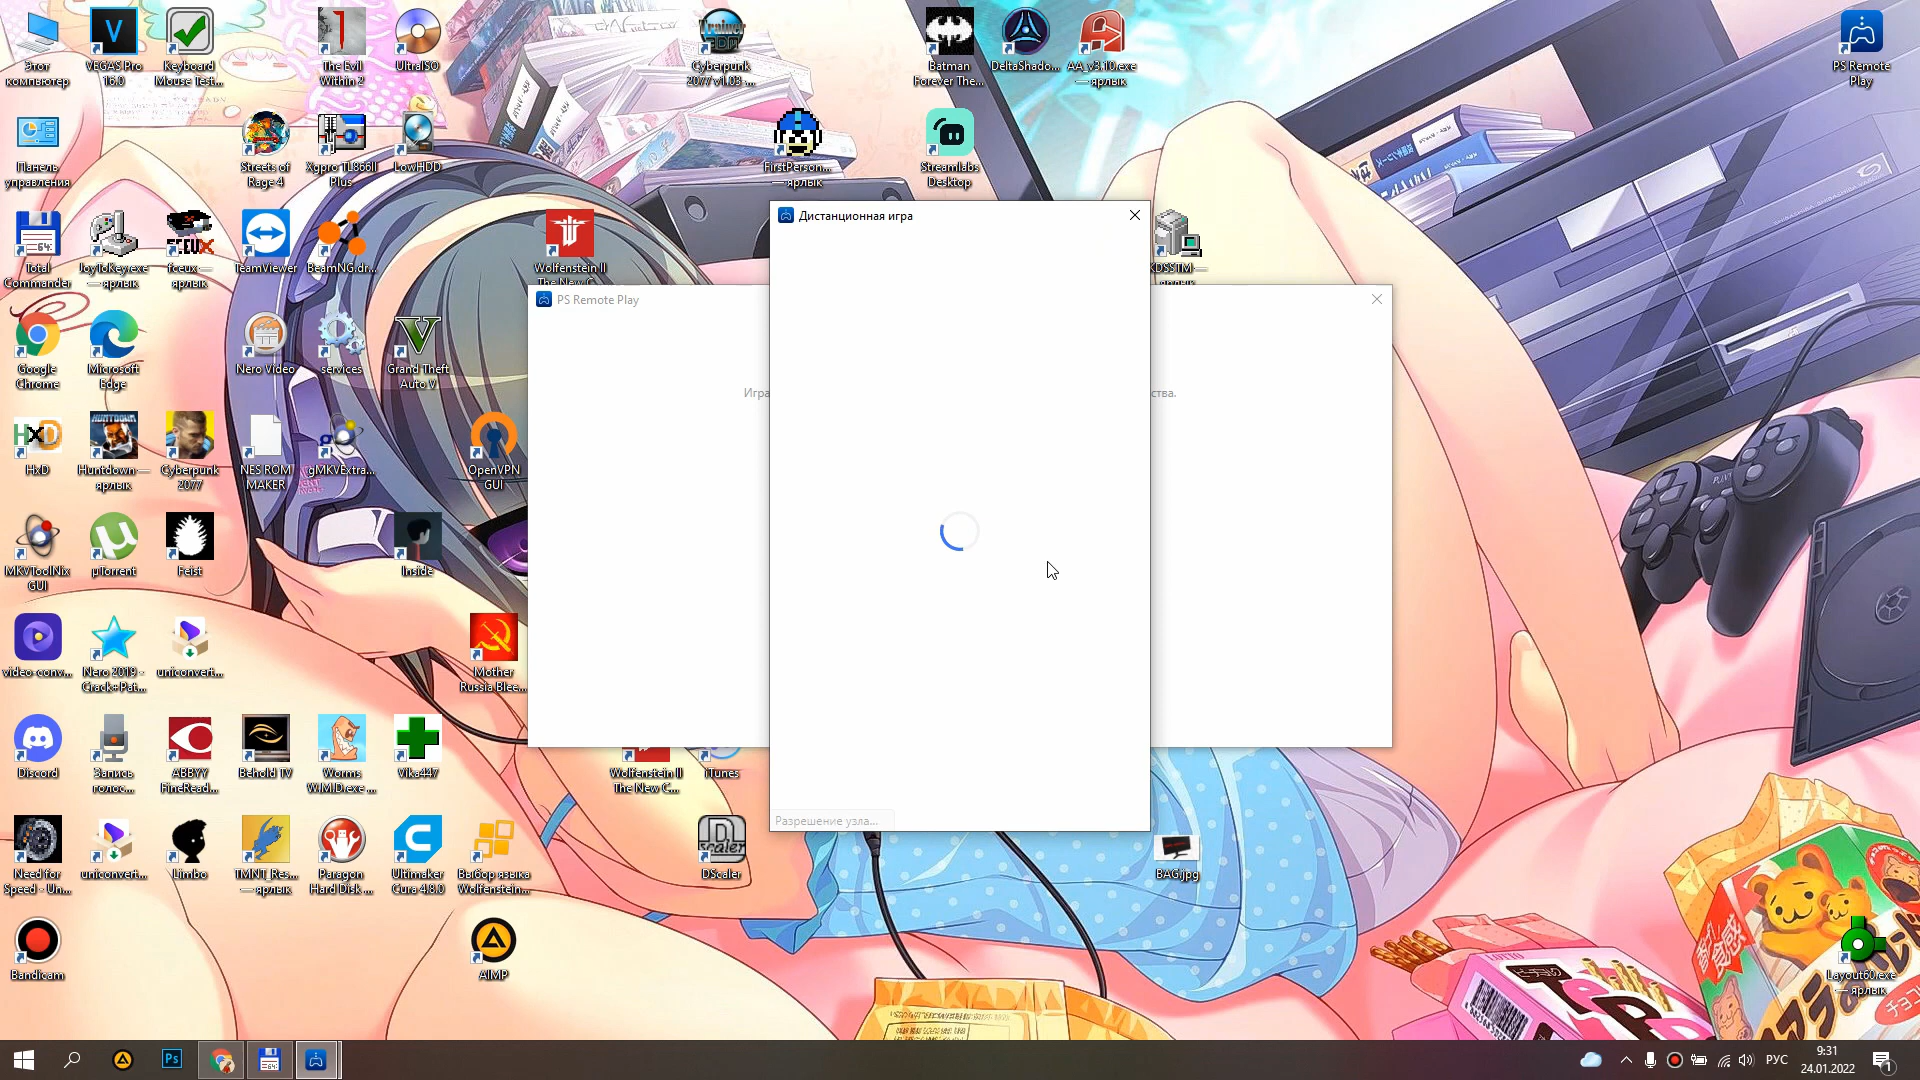 Этот
компьютер
VEGAS Pro
16.0
Keyboard
Mouse Test...
The Evil
Within 2
UltraISO
Cyberpunk
2077 v1.03-...
Batman
Forever The...
DeltaShado...
AA_v3.10.exe
— ярлык
PS Remote
Play
Панель
управления
Streets of
Rage 4
Xgpro TL866II
Plus
LowHDD
FirstPerson...
— ярлык
Streamlabs
Desktop
Total
Commander
JoyToKey.exe
— ярлык
fceux —
ярлык
TeamViewer
BeamNG.dr...
Wolfenstein II
The New C...
Дистанционная игра
PS Remote Play
Игра
ства.
Google
Chrome
Microsoft
Edge
Nero Video
services
Grand Theft
Auto V
HxD
Huntdown —
ярлык
Cyberpunk
2077
NES ROM
MAKER
gMKVExtra...
OpenVPN
GUI
MKVToolNix
GUI
µTorrent
Feist
Inside
video-conv...
Nero 2019 -
Crack+Pat...
uniconvert...
Mother
Russia Blee...
Discord
Запись
голос...
ABBYY
FineRead...
Behold TV
Worms
W.M.I.D.exe ...
Vika447
Wolfenstein II
The New C...
iTunes
Разрешение узла...
Need for
Speed - Un...
uniconvert...
Limbo
TMNT_Res...
— ярлык
Paragon
Hard Disk ...
Ultimaker
Cura 4.8.0
Выбор языка
Wolfenstein...
DScaler
BAG.jpg
Bandicam
AIMP
Layout60.exe
— ярлык
РУС
9:31
24.01.2022
1